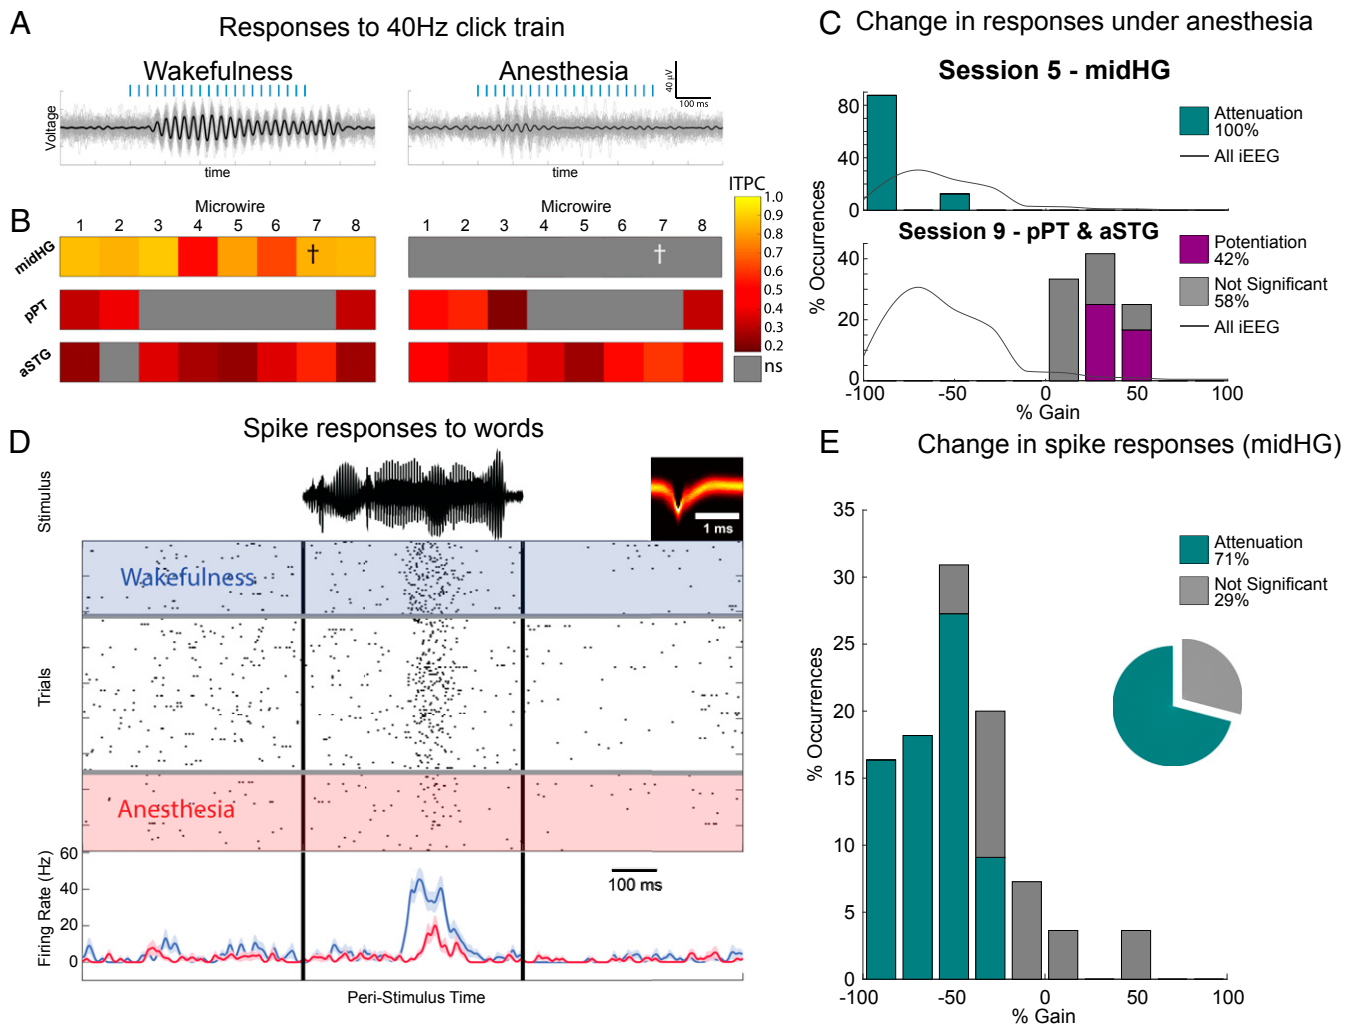 A
Responses to 40Hz click train
Wakefulness
Anesthesia
40 µV
100 ms
Voltage
time
time
B
Microwire
Microwire
1 2 3 4 5 6 7 8
1 2 3 4 5 6 7 8
midHG
†
†
pPT
aSTG
ITPC
1.0
0.9
0.8
0.7
0.6
0.5
0.4
0.3
0.2
ns
C
Change in responses under anesthesia
Session 5 - midHG
80
40
0
Attenuation
100%
All iEEG
Session 9 - pPT & aSTG
40
20
0
Potentiation
42%
Not Significant
58%
All iEEG
% Occurrences
-100 -50 0 50 100
% Gain
D
Spike responses to words
Stimulus
1 ms
Wakefulness
Trials
Anesthesia
Firing Rate (Hz)
60
40
20
0
100 ms
Peri-Stimulus Time
E
Change in spike responses (midHG)
35
30
25
20
15
10
5
0
% Occurrences
Attenuation
71%
Not Significant
29%
-100 -50 0 50 100
% Gain